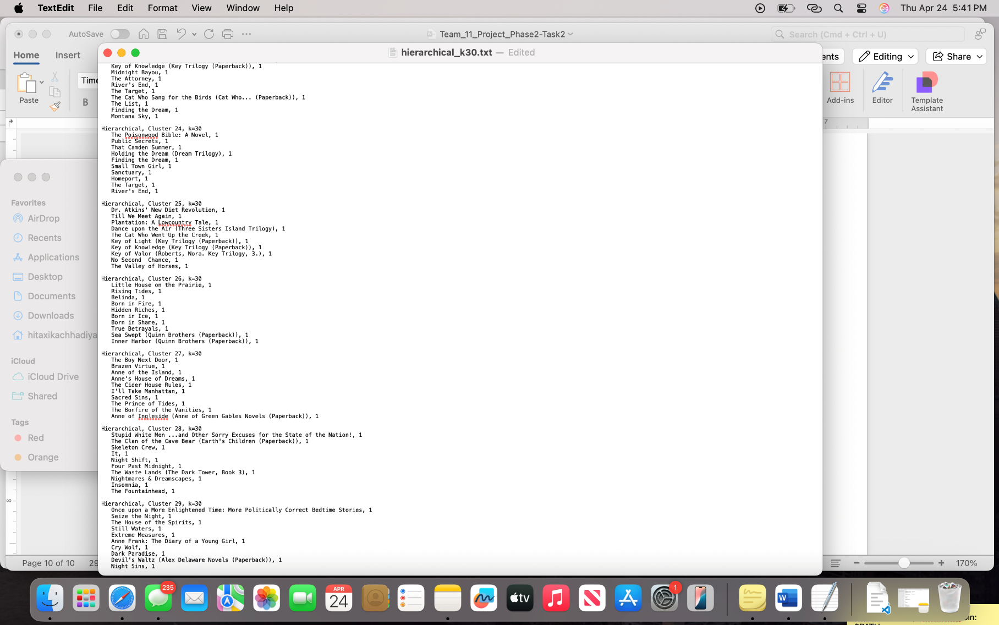 TextEdit File Edit Format View Window Help
Thu Apr 24 5:41 PM
AutoSave
Team_11_Project_Phase2-Task2
Search (Cmd + Ctrl + U)
Home Insert
Editing
Share
Paste
B
Add-ins
Editor
Template
Assistant
7
hierarchical_k30.txt — Edited
Key of Knowledge (Key Trilogy (Paperback)), 1
Midnight Bayou, 1
The Attorney, 1
River's End, 1
The Target, 1
The Cat Who Sang for the Birds (Cat Who... (Paperback)), 1
The List, 1
Finding the Dream, 1
Montana Sky, 1
Hierarchical, Cluster 24, k=30
The Poisonwood Bible: A Novel, 1
Public Secrets, 1
That Camden Summer, 1
Holding the Dream (Dream Trilogy), 1
Finding the Dream, 1
Small Town Girl, 1
Sanctuary, 1
Homeport, 1
The Target, 1
River's End, 1
Hierarchical, Cluster 25, k=30
Dr. Atkins' New Diet Revolution, 1
Till We Meet Again, 1
Plantation: A Lowcountry Tale, 1
Dance upon the Air (Three Sisters Island Trilogy), 1
The Cat Who Went Up the Creek, 1
Key of Light (Key Trilogy (Paperback)), 1
Key of Knowledge (Key Trilogy (Paperback)), 1
Key of Valor (Roberts, Nora. Key Trilogy, 3.), 1
No Second  Chance, 1
The Valley of Horses, 1
Hierarchical, Cluster 26, k=30
Little House on the Prairie, 1
Rising Tides, 1
Belinda, 1
Born in Fire, 1
Hidden Riches, 1
Born in Ice, 1
Born in Shame, 1
True Betrayals, 1
Sea Swept (Quinn Brothers (Paperback)), 1
Inner Harbor (Quinn Brothers (Paperback)), 1
Hierarchical, Cluster 27, k=30
The Boy Next Door, 1
Brazen Virtue, 1
Anne of the Island, 1
Anne's House of Dreams, 1
The Cider House Rules, 1
I'll Take Manhattan, 1
Sacred Sins, 1
The Prince of Tides, 1
The Bonfire of the Vanities, 1
Anne of Ingleside (Anne of Green Gables Novels (Paperback)), 1
Hierarchical, Cluster 28, k=30
Stupid White Men ...and Other Sorry Excuses for the State of the Nation!, 1
The Clan of the Cave Bear (Earth's Children (Paperback)), 1
Skeleton Crew, 1
It, 1
Night Shift, 1
Four Past Midnight, 1
The Waste Lands (The Dark Tower, Book 3), 1
Nightmares & Dreamscapes, 1
Insomnia, 1
The Fountainhead, 1
Hierarchical, Cluster 29, k=30
Once upon a More Enlightened Time: More Politically Correct Bedtime Stories, 1
Seize the Night, 1
The House of the Spirits, 1
Still Waters, 1
Extreme Measures, 1
Anne Frank: The Diary of a Young Girl, 1
Cry Wolf, 1
Dark Paradise, 1
Devil's Waltz (Alex Delaware Novels (Paperback)), 1
Night Sins, 1
Favorites
AirDrop
Recents
Applications
Desktop
Documents
Downloads
hitaxikachhadiya
iCloud
iCloud Drive
Shared
Tags
Red
Orange
8
Page 10 of 10
170%
235
APR
24
tv
1
W